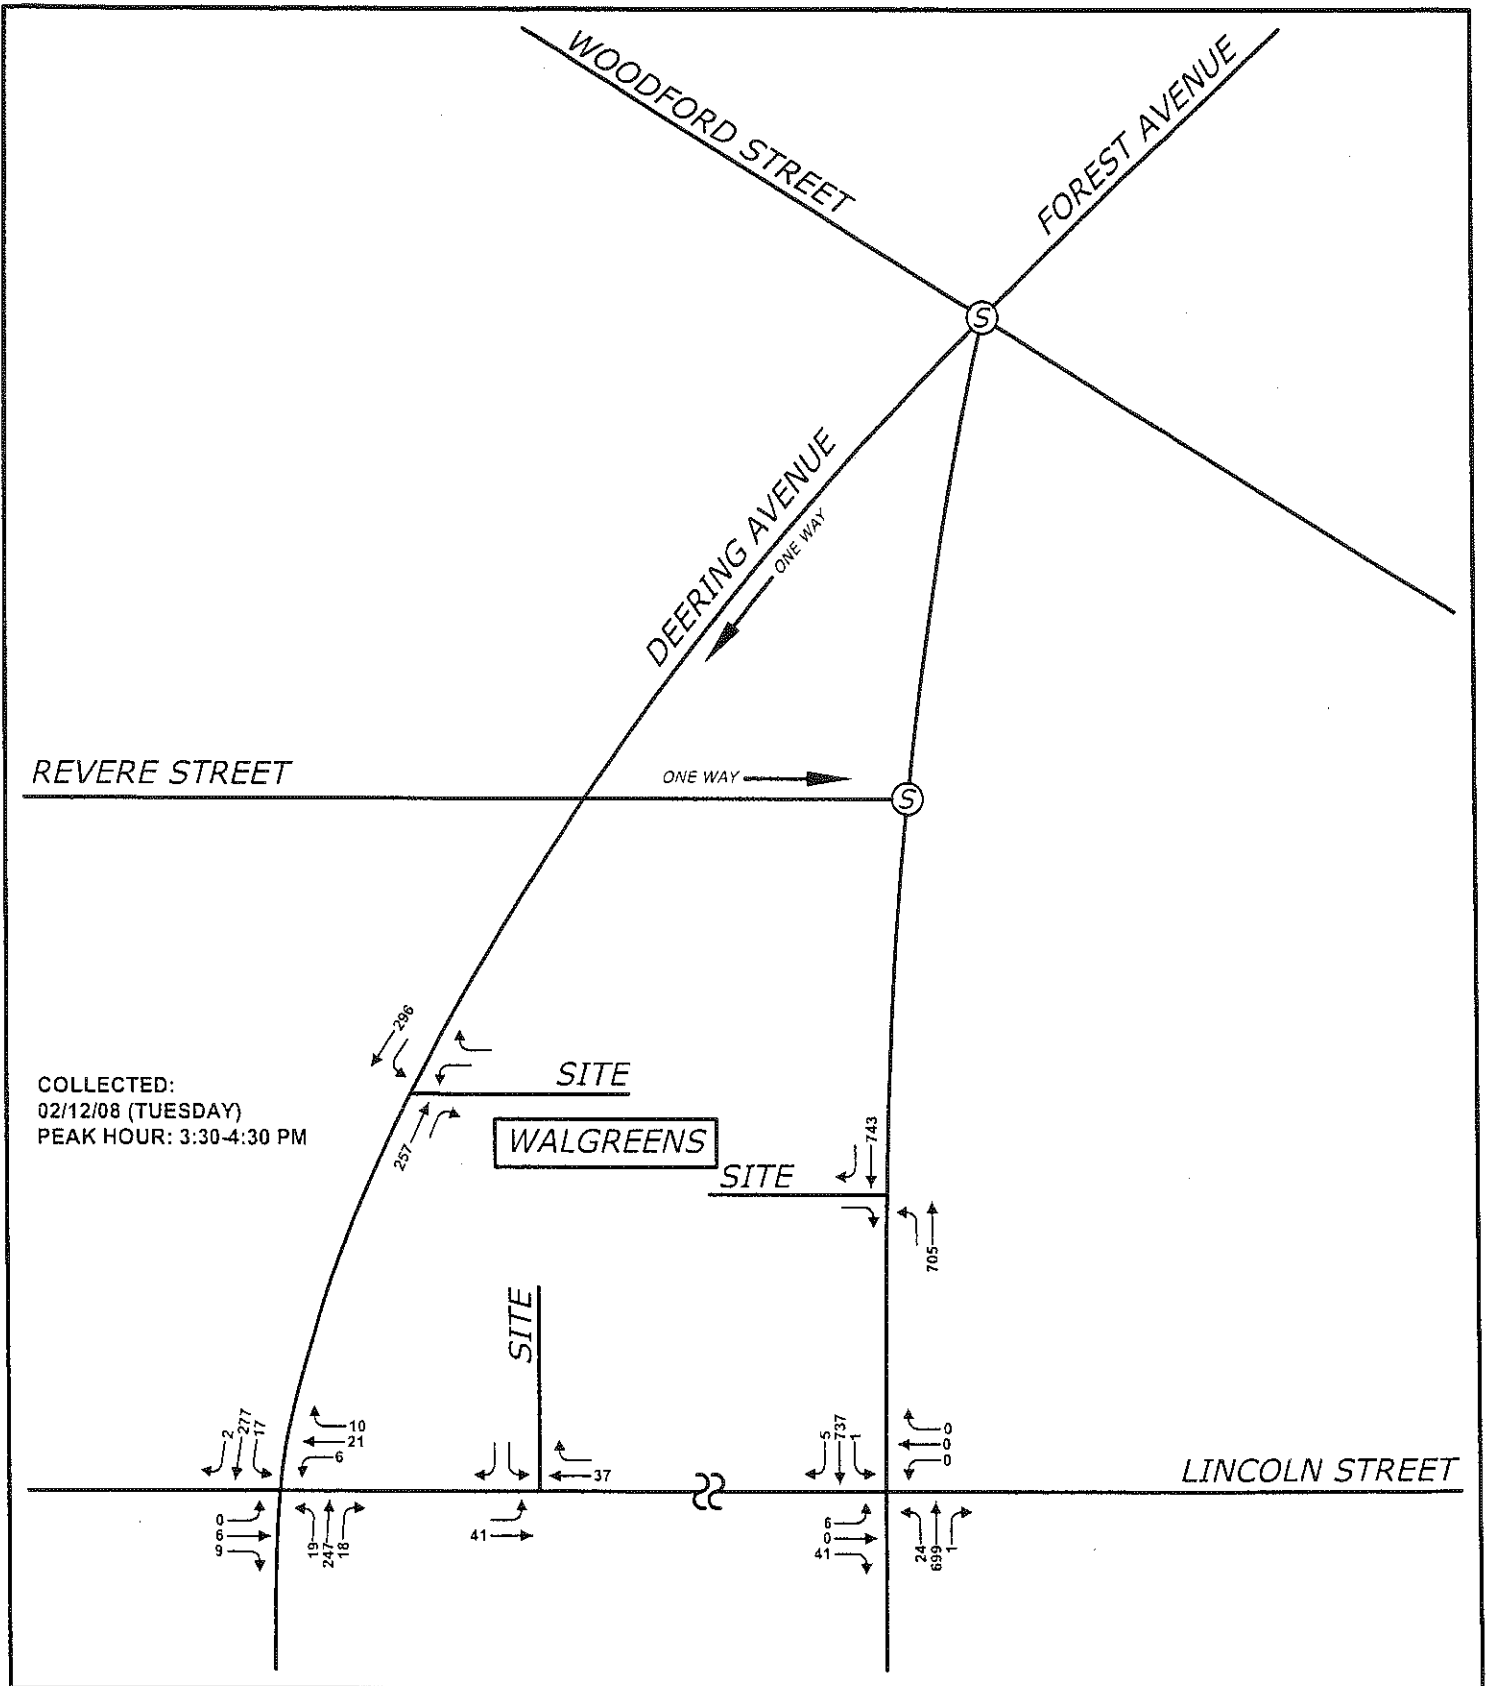 WOODFORD STREET
FOREST AVENUE
S
DEERING AVENUE
ONE WAY
REVERE STREET
ONE WAY
S
296
SITE
COLLECTED:
02/12/08 (TUESDAY)
PEAK HOUR: 3:30-4:30 PM
257
WALGREENS
743
SITE
705
SITE
2
277
17
10
21
6
37
5
737
1
0
0
0
LINCOLN STREET
0
6
9
19
247
18
41
6
0
41
24
699
1